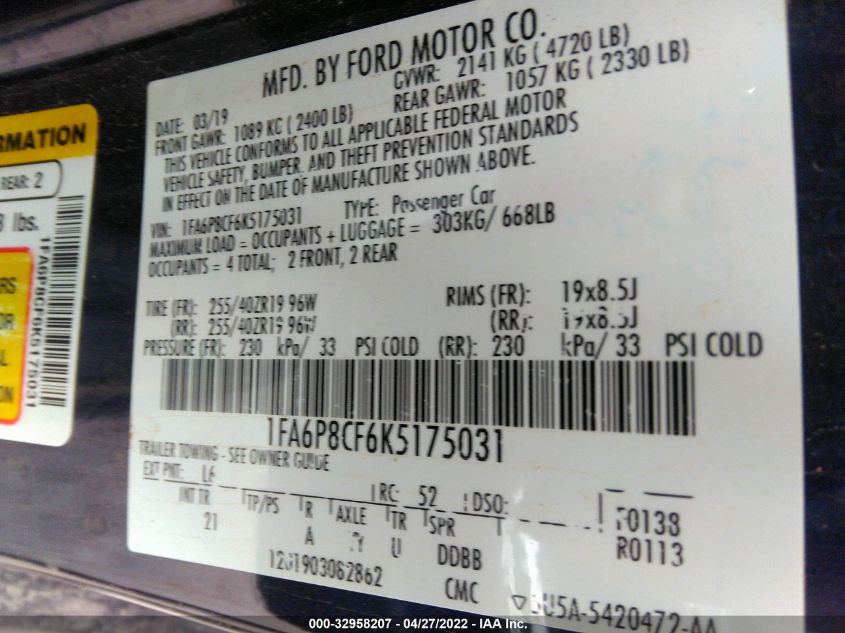 MFD. BY FORD MOTOR CO.
DATE: 03/19 GVWR: 2141 KG ( 4720 LB)
FRONT GAWR: 1089 KG ( 2400 LB) REAR GAWR: 1057 KG ( 2330 LB)
THIS VEHICLE CONFORMS TO ALL APPLICABLE FEDERAL MOTOR
VEHICLE SAFETY, BUMPER, AND THEFT PREVENTION STANDARDS
IN EFFECT ON THE DATE OF MANUFACTURE SHOWN ABOVE.
VIN: 1FA6P8CF6K5175031 TYPE: Passenger Car
MAXIMUM LOAD = OCCUPANTS + LUGGAGE = 303KG/ 668LB
OCCUPANTS = 4 TOTAL; 2 FRONT, 2 REAR
TIRE (FR): 255/40ZR19 96W RIMS (FR): 19x8.5J
(RR): 255/40ZR19 96W (RR): 19x8.5J
PRESSURE (FR): 230 kPa/ 33 PSI COLD (RR): 230 kPa/ 33 PSI COLD
1FA6P8CF6K5175031
TRAILER TOWING - SEE OWNER GUIDE
EXT PNT: RC: 52 DSO: F0138
INT TR TP/PS R AXLE TR SPR R0113
21 A U DDBB
CMC
RMATION
REAR: 2
lbs.
1FA6P8CF6K5175031
000-32958207 - 04/27/2022 - IAA Inc.